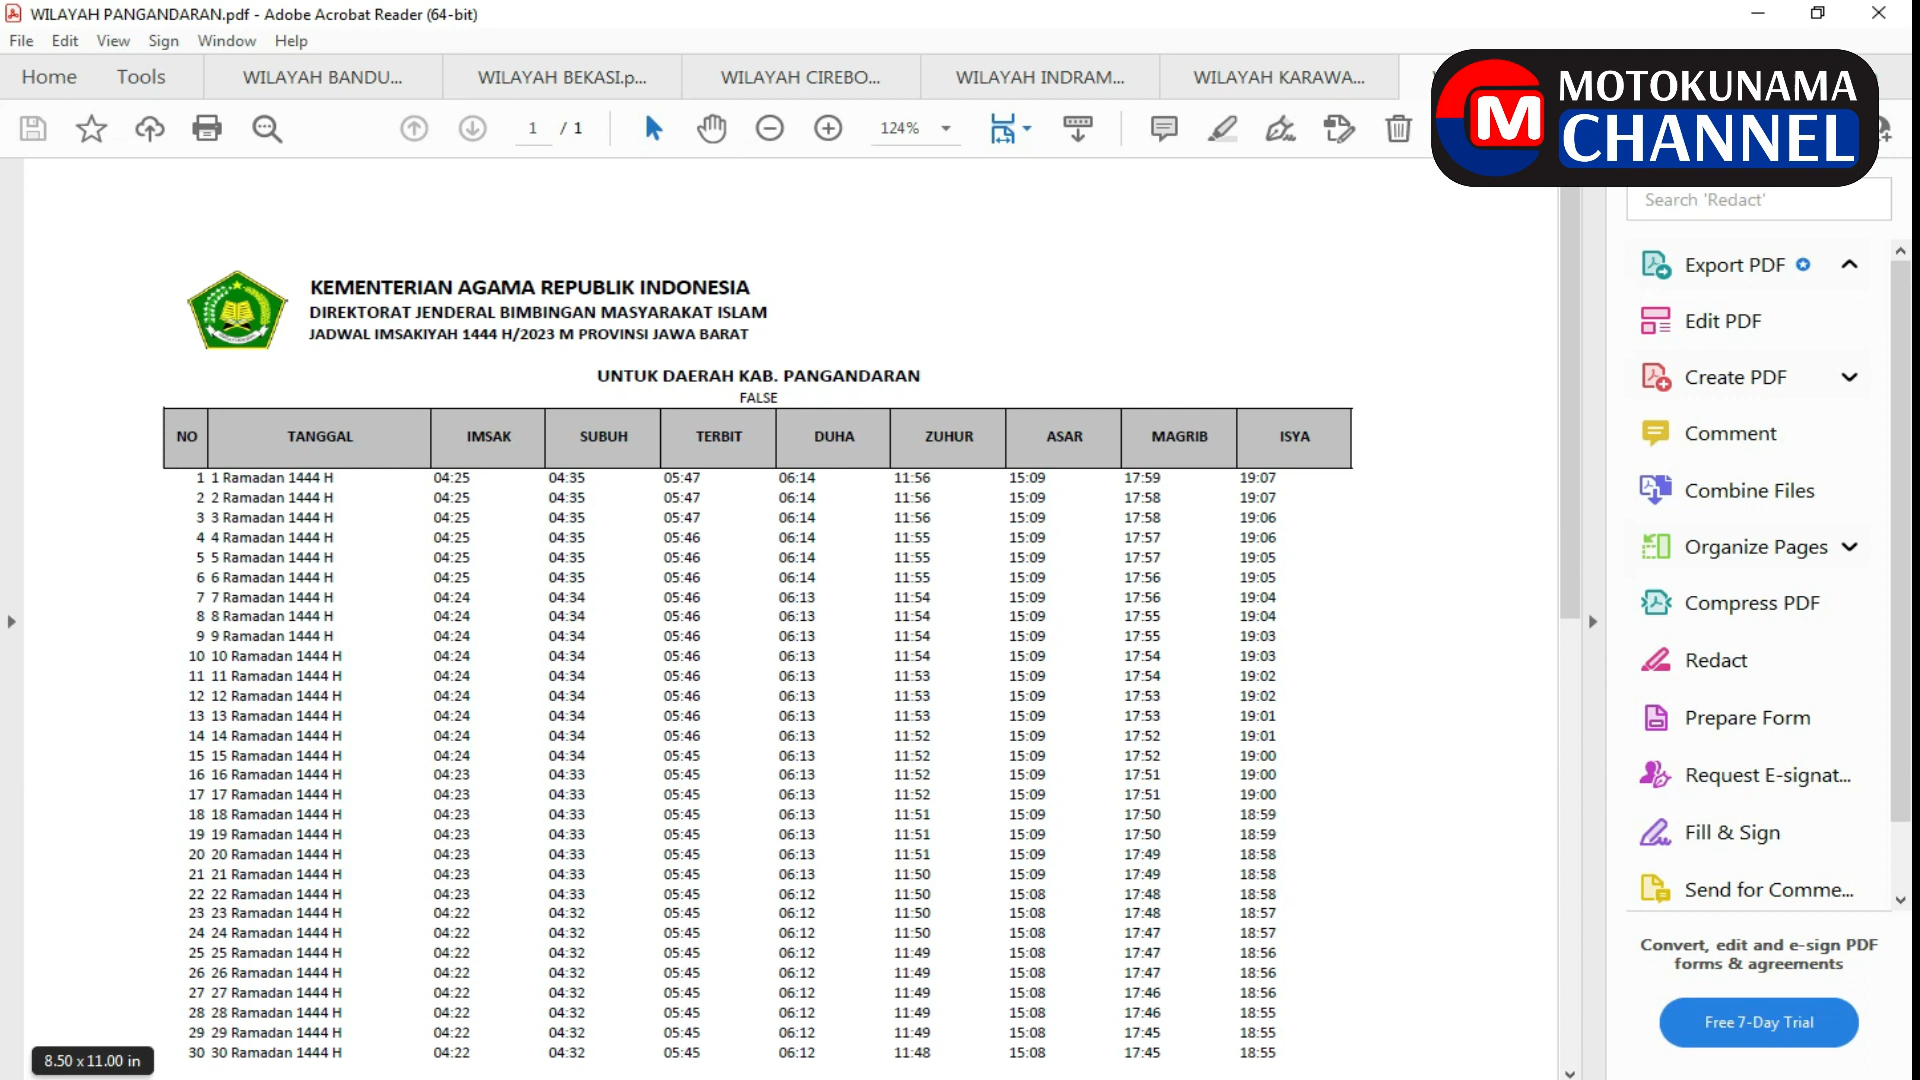 WILAYAH PANGANDARAN.pdf - Adobe Acrobat Reader (64-bit)
File Edit View Sign Window Help
Home Tools WILAYAH BANDU... WILAYAH BEKASI.p... WILAYAH CIREBO... WILAYAH INDRAM... WILAYAH KARAWA...
M MOTOKUNAMA
CHANNEL
1 / 1 124%
Search 'Redact'
Export PDF
Edit PDF
Create PDF
Comment
Combine Files
Organize Pages
Compress PDF
Redact
Prepare Form
Request E-signat...
Fill & Sign
Send for Comme...
Convert, edit and e-sign PDF
forms & agreements
Free 7-Day Trial
KEMENTERIAN AGAMA REPUBLIK INDONESIA
DIREKTORAT JENDERAL BIMBINGAN MASYARAKAT ISLAM
JADWAL IMSAKIYAH 1444 H/2023 M PROVINSI JAWA BARAT
UNTUK DAERAH KAB. PANGANDARAN
FALSE
NO TANGGAL IMSAK SUBUH TERBIT DUHA ZUHUR ASAR MAGRIB ISYA
1 1 Ramadan 1444 H 04:25 04:35 05:47 06:14 11:56 15:09 17:59 19:07
2 2 Ramadan 1444 H 04:25 04:35 05:47 06:14 11:56 15:09 17:58 19:07
3 3 Ramadan 1444 H 04:25 04:35 05:47 06:14 11:56 15:09 17:58 19:06
4 4 Ramadan 1444 H 04:25 04:35 05:46 06:14 11:55 15:09 17:57 19:06
5 5 Ramadan 1444 H 04:25 04:35 05:46 06:14 11:55 15:09 17:57 19:05
6 6 Ramadan 1444 H 04:25 04:35 05:46 06:14 11:55 15:09 17:56 19:05
7 7 Ramadan 1444 H 04:24 04:34 05:46 06:13 11:54 15:09 17:56 19:04
8 8 Ramadan 1444 H 04:24 04:34 05:46 06:13 11:54 15:09 17:55 19:04
9 9 Ramadan 1444 H 04:24 04:34 05:46 06:13 11:54 15:09 17:55 19:03
10 10 Ramadan 1444 H 04:24 04:34 05:46 06:13 11:54 15:09 17:54 19:03
11 11 Ramadan 1444 H 04:24 04:34 05:46 06:13 11:53 15:09 17:54 19:02
12 12 Ramadan 1444 H 04:24 04:34 05:46 06:13 11:53 15:09 17:53 19:02
13 13 Ramadan 1444 H 04:24 04:34 05:46 06:13 11:53 15:09 17:53 19:01
14 14 Ramadan 1444 H 04:24 04:34 05:46 06:13 11:52 15:09 17:52 19:01
15 15 Ramadan 1444 H 04:24 04:34 05:45 06:13 11:52 15:09 17:52 19:00
16 16 Ramadan 1444 H 04:23 04:33 05:45 06:13 11:52 15:09 17:51 19:00
17 17 Ramadan 1444 H 04:23 04:33 05:45 06:13 11:52 15:09 17:51 19:00
18 18 Ramadan 1444 H 04:23 04:33 05:45 06:13 11:51 15:09 17:50 18:59
19 19 Ramadan 1444 H 04:23 04:33 05:45 06:13 11:51 15:09 17:50 18:59
20 20 Ramadan 1444 H 04:23 04:33 05:45 06:13 11:51 15:09 17:49 18:58
21 21 Ramadan 1444 H 04:23 04:33 05:45 06:13 11:50 15:09 17:49 18:58
22 22 Ramadan 1444 H 04:23 04:33 05:45 06:12 11:50 15:08 17:48 18:58
23 23 Ramadan 1444 H 04:22 04:32 05:45 06:12 11:50 15:08 17:48 18:57
24 24 Ramadan 1444 H 04:22 04:32 05:45 06:12 11:50 15:08 17:47 18:57
25 25 Ramadan 1444 H 04:22 04:32 05:45 06:12 11:49 15:08 17:47 18:56
26 26 Ramadan 1444 H 04:22 04:32 05:45 06:12 11:49 15:08 17:47 18:56
27 27 Ramadan 1444 H 04:22 04:32 05:45 06:12 11:49 15:08 17:46 18:56
28 28 Ramadan 1444 H 04:22 04:32 05:45 06:12 11:49 15:08 17:46 18:55
29 29 Ramadan 1444 H 04:22 04:32 05:45 06:12 11:49 15:08 17:45 18:55
30 30 Ramadan 1444 H 04:22 04:32 05:45 06:12 11:48 15:08 17:45 18:55
8.50 x 11.00 in